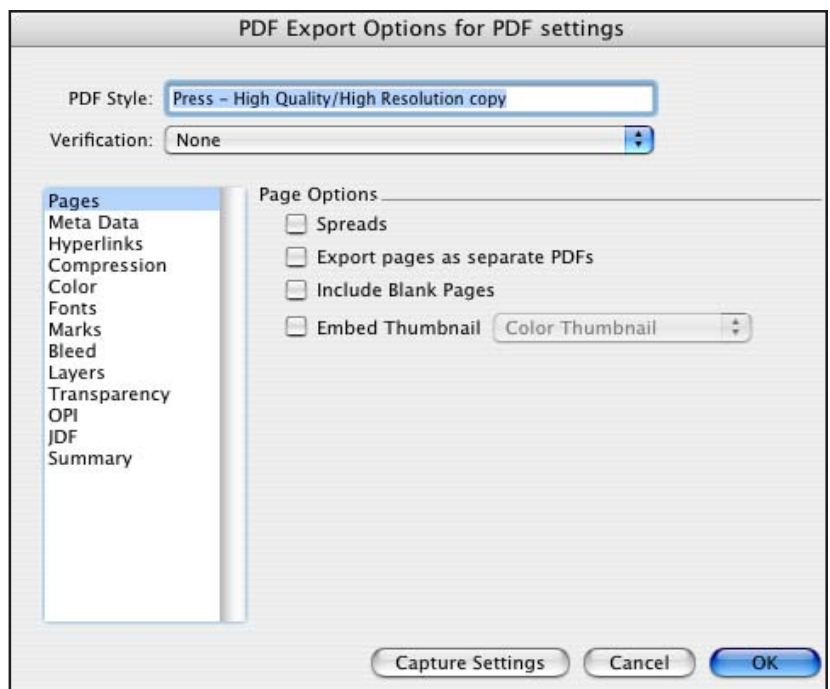 PDF Export Options for PDF settings
PDF Style: Press – High Quality/High Resolution copy
Verification: None
Pages
Meta Data
Hyperlinks
Compression
Color
Fonts
Marks
Bleed
Layers
Transparency
OPI
JDF
Summary
Page Options
Spreads
Export pages as separate PDFs
Include Blank Pages
Embed Thumbnail Color Thumbnail
Capture Settings Cancel OK